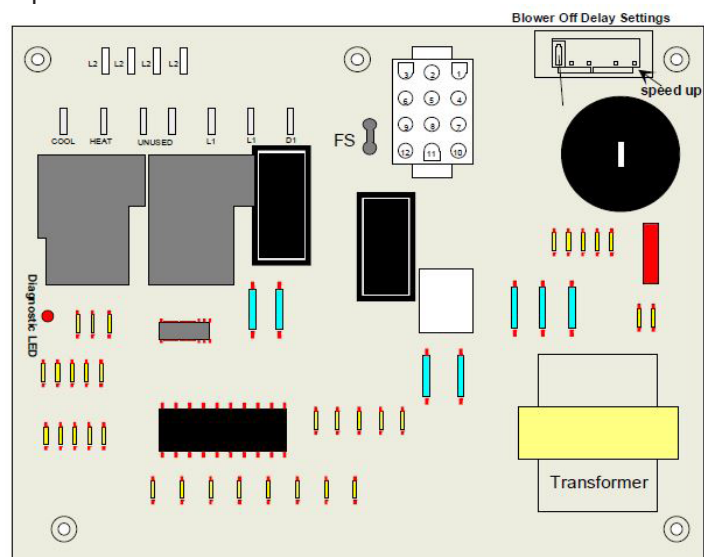 Blower Off Delay Settings
L2 L2 L2 L2
speed up
3 2 1
6 5 4
9 8 7
12 11 10
FS
COOL HEAT UNUSED L1 L1 D1
Diagnostic LED
Transformer